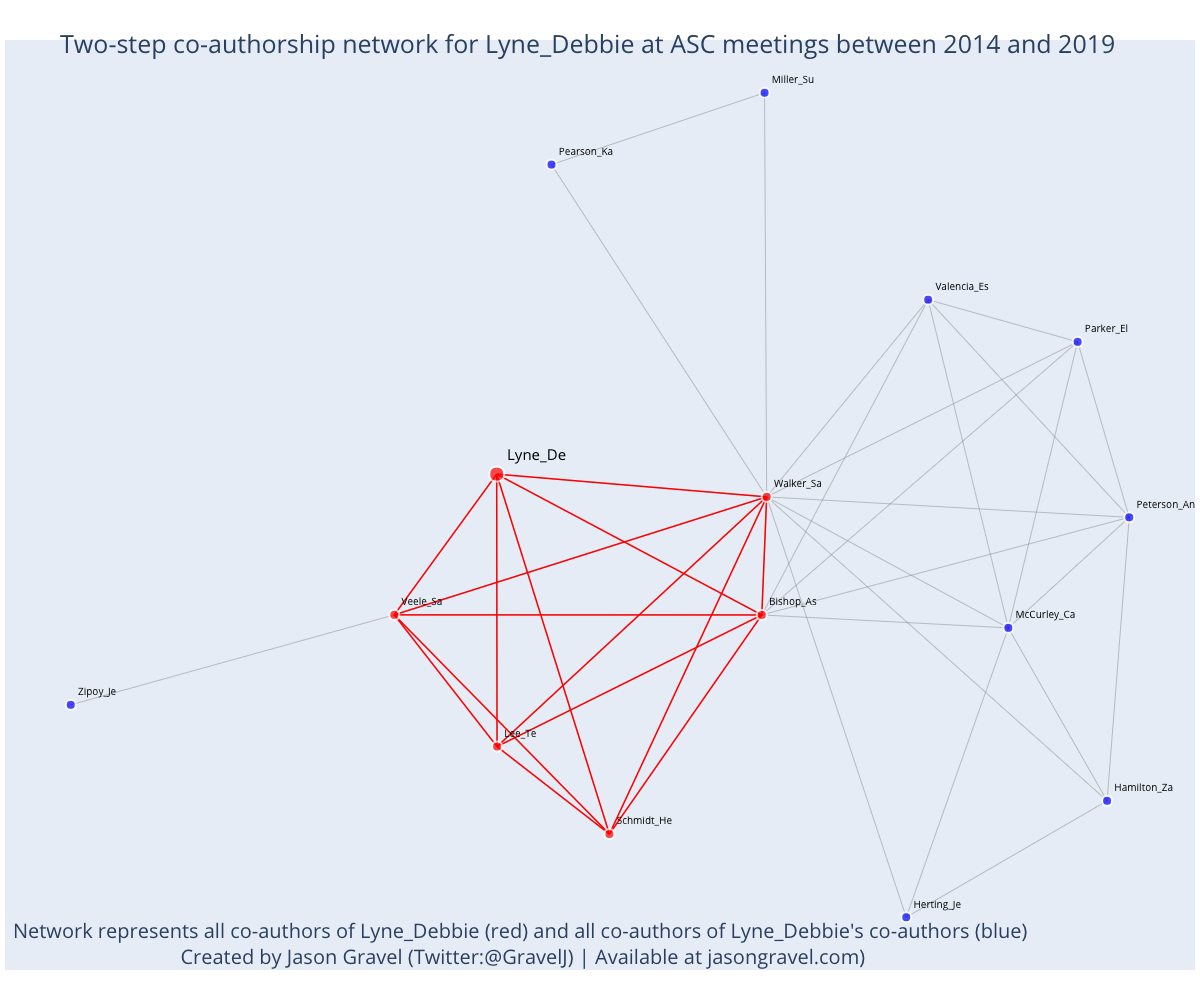 Two-step co-authorship network for Lyne_Debbie at ASC meetings between 2014 and 2019
Miller_Su
Pearson_Ka
Valencia_Es
Parker_El
Lyne_De
Walker_Sa
Peterson_An
Veele_Sa
Bishop_As
McCurley_Ca
Zipoy_Je
Lee_Te
Hamilton_Za
Schmidt_He
Herting_Je
Network represents all co-authors of Lyne_Debbie (red) and all co-authors of Lyne_Debbie's co-authors (blue)
Created by Jason Gravel (Twitter:@GravelJ) | Available at jasongravel.com)